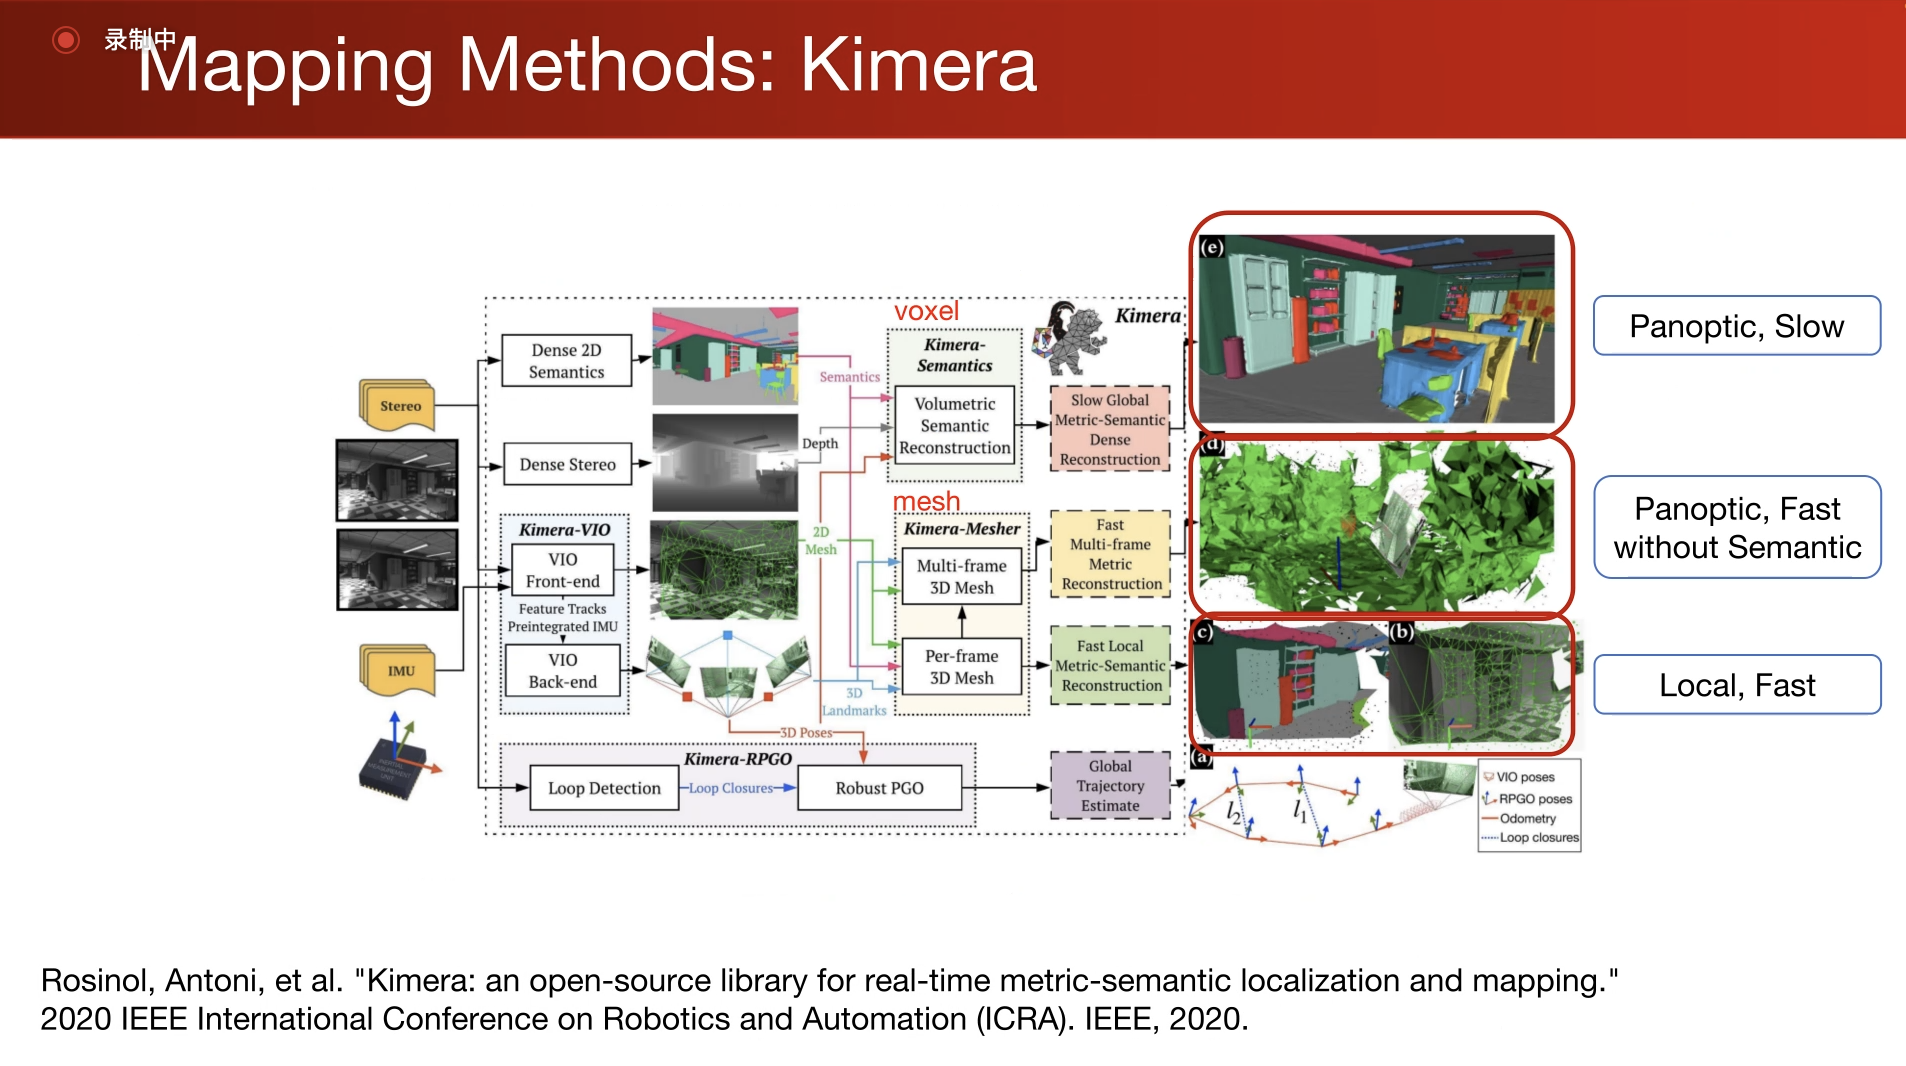 录制中
Mapping Methods: Kimera
Stereo
IMU
INERTIAL
MEASUREMENT
UNIT
Dense 2D
Semantics
Dense Stereo
Kimera-VIO
VIO
Front-end
Feature Tracks
Preintegrated IMU
VIO
Back-end
Semantics
Depth
2D
Mesh
3D
Landmarks
3D Poses
Kimera-RPGO
Loop Detection
Loop Closures
Robust PGO
voxel
Kimera-
Semantics
Volumetric
Semantic
Reconstruction
mesh
Kimera-Mesher
Multi-frame
3D Mesh
Per-frame
3D Mesh
Kimera
Slow Global
Metric-Semantic
Dense
Reconstruction
Fast
Multi-frame
Metric
Reconstruction
Fast Local
Metric-Semantic
Reconstruction
Global
Trajectory
Estimate
(e)
(d)
(c)
(b)
(a)
l2
l1
VIO poses
RPGO poses
Odometry
Loop closures
Panoptic, Slow
Panoptic, Fast
without Semantic
Local, Fast
Rosinol, Antoni, et al. "Kimera: an open-source library for real-time metric-semantic localization and mapping."
2020 IEEE International Conference on Robotics and Automation (ICRA). IEEE, 2020.